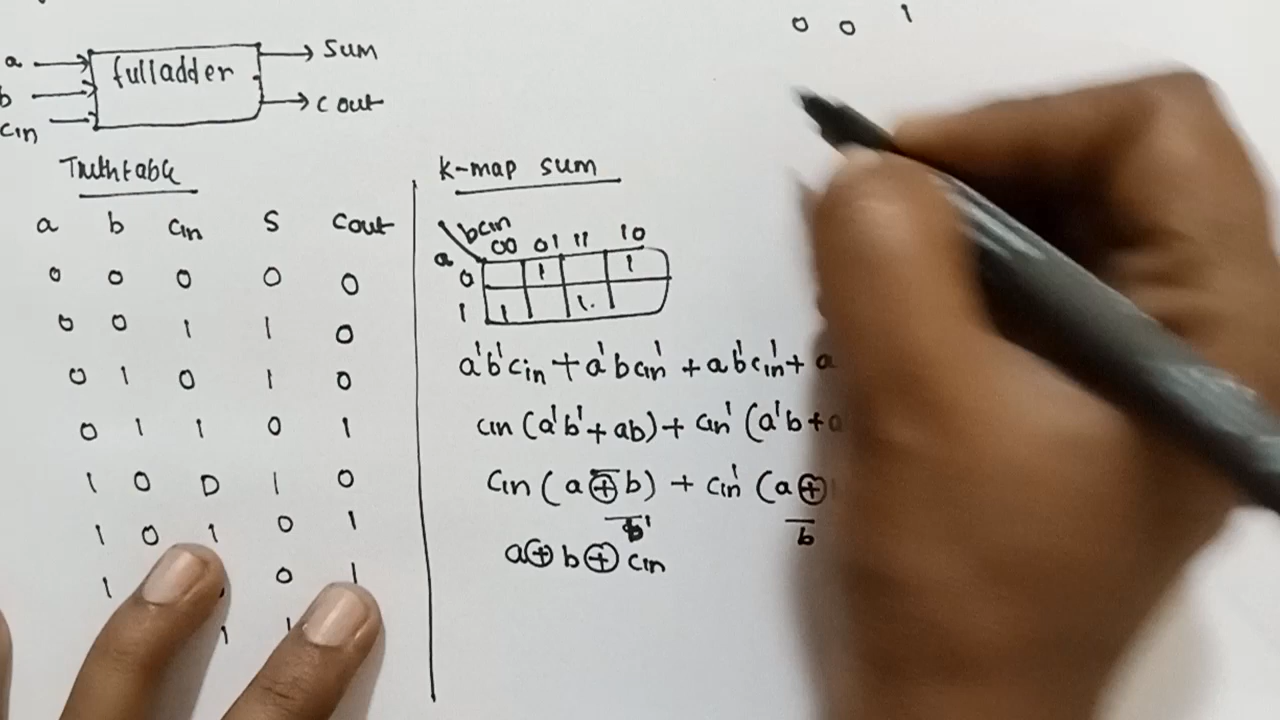 a
b
cin
fulladder
sum
cout
0 0 1
Truthtable
a b cin S Cout
0 0 0 0 0
0 0 1 1 0
0 1 0 1 0
0 1 1 0 1
1 0 0 1 0
1 0 1 0 1
1 0 1
1
k-map sum
bcin
00 01 11 10
a
0 1 1
1 1 1.
a'b'cin + a'bcin' + ab'cin' + a
cin (a'b' + ab) + cin' (a'b + a
cin (a ⊕̅ b) + cin' (a ⊕
b' b
a ⊕ b ⊕ cin